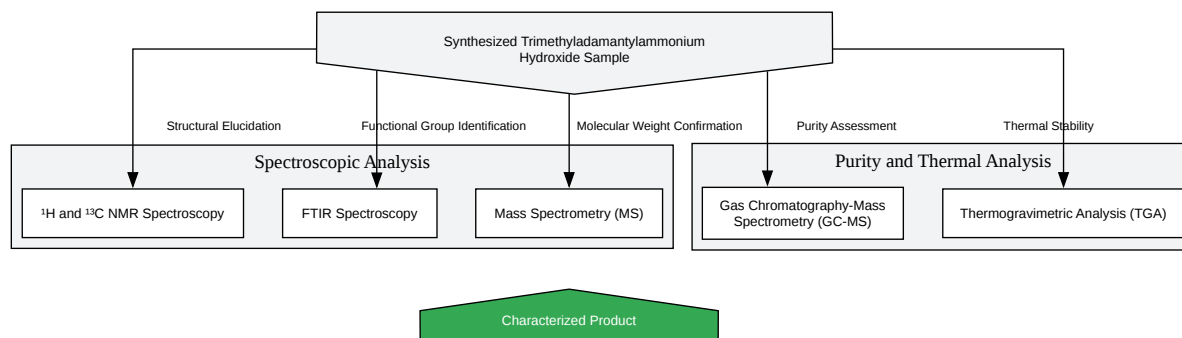 Synthesized Trimethyladamantylammonium
Hydroxide Sample
Structural Elucidation
Functional Group Identification
Molecular Weight Confirmation
Purity Assessment
Thermal Stability
Spectroscopic Analysis
Purity and Thermal Analysis
¹H and ¹³C NMR Spectroscopy
FTIR Spectroscopy
Mass Spectrometry (MS)
Gas Chromatography-Mass
Spectrometry (GC-MS)
Thermogravimetric Analysis (TGA)
Characterized Product